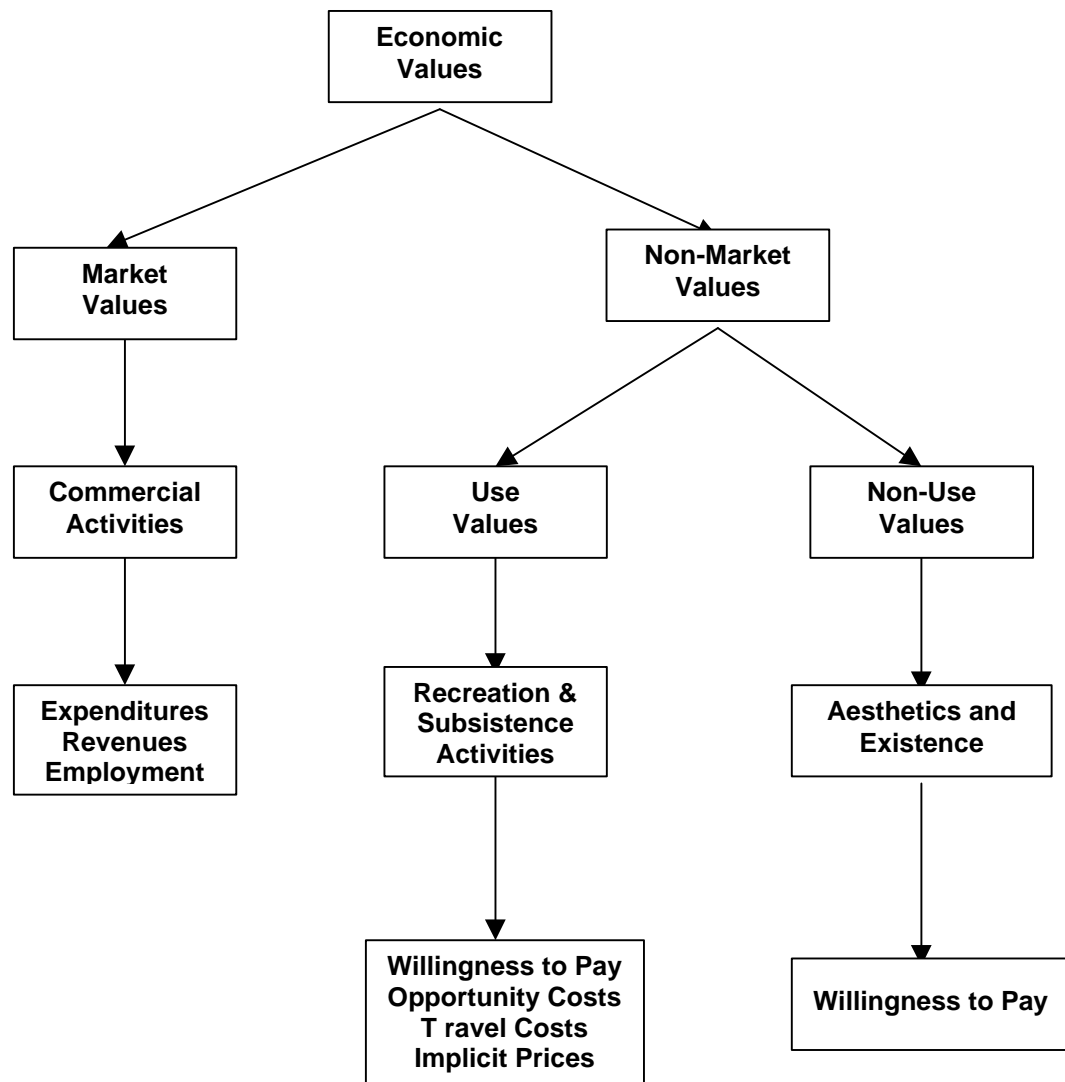 Economic
Values
Market
Values
Non-Market
Values
Commercial
Activities
Use
Values
Non-Use
Values
Expenditures
Revenues
Employment
Recreation &
Subsistence
Activities
Aesthetics and
Existence
Willingness to Pay
Opportunity Costs
T ravel Costs
Implicit Prices
Willingness to Pay